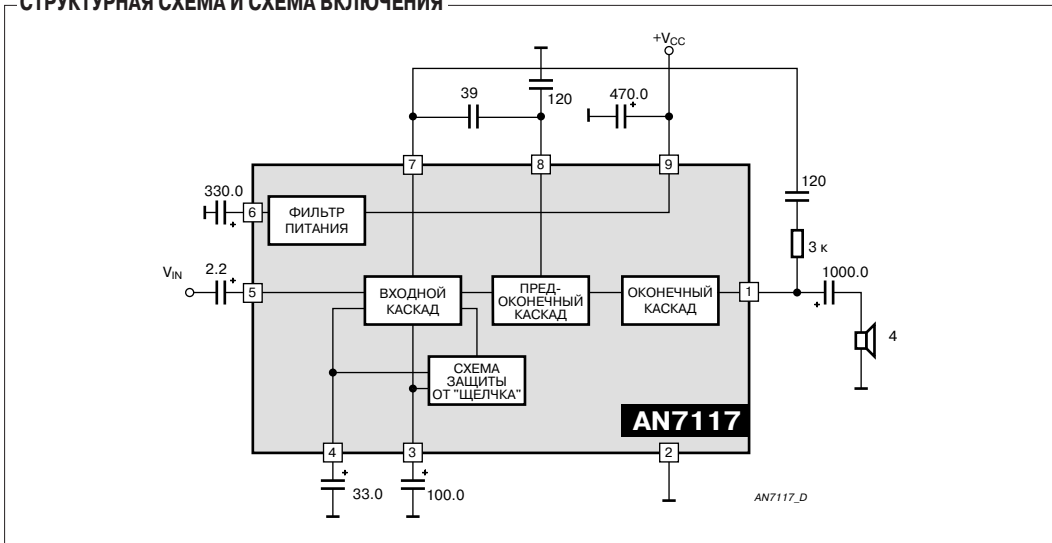 СТРУКТУРНАЯ СХЕМА И СХЕМА ВКЛЮЧЕНИЯ
+VCC
39
120
470.0
+
7
8
9
120
330.0
+
6
ФИЛЬТР
ПИТАНИЯ
3 к
VIN
2.2
+
5
ВХОДНОЙ
КАСКАД
ПРЕД-
ОКОНЕЧНЫЙ
КАСКАД
ОКОНЕЧНЫЙ
КАСКАД
1
1000.0
+
4
СХЕМА
ЗАЩИТЫ
ОТ "ЩЕЛЧКА"
AN7117
4
3
2
+
33.0
+
100.0
AN7117_D